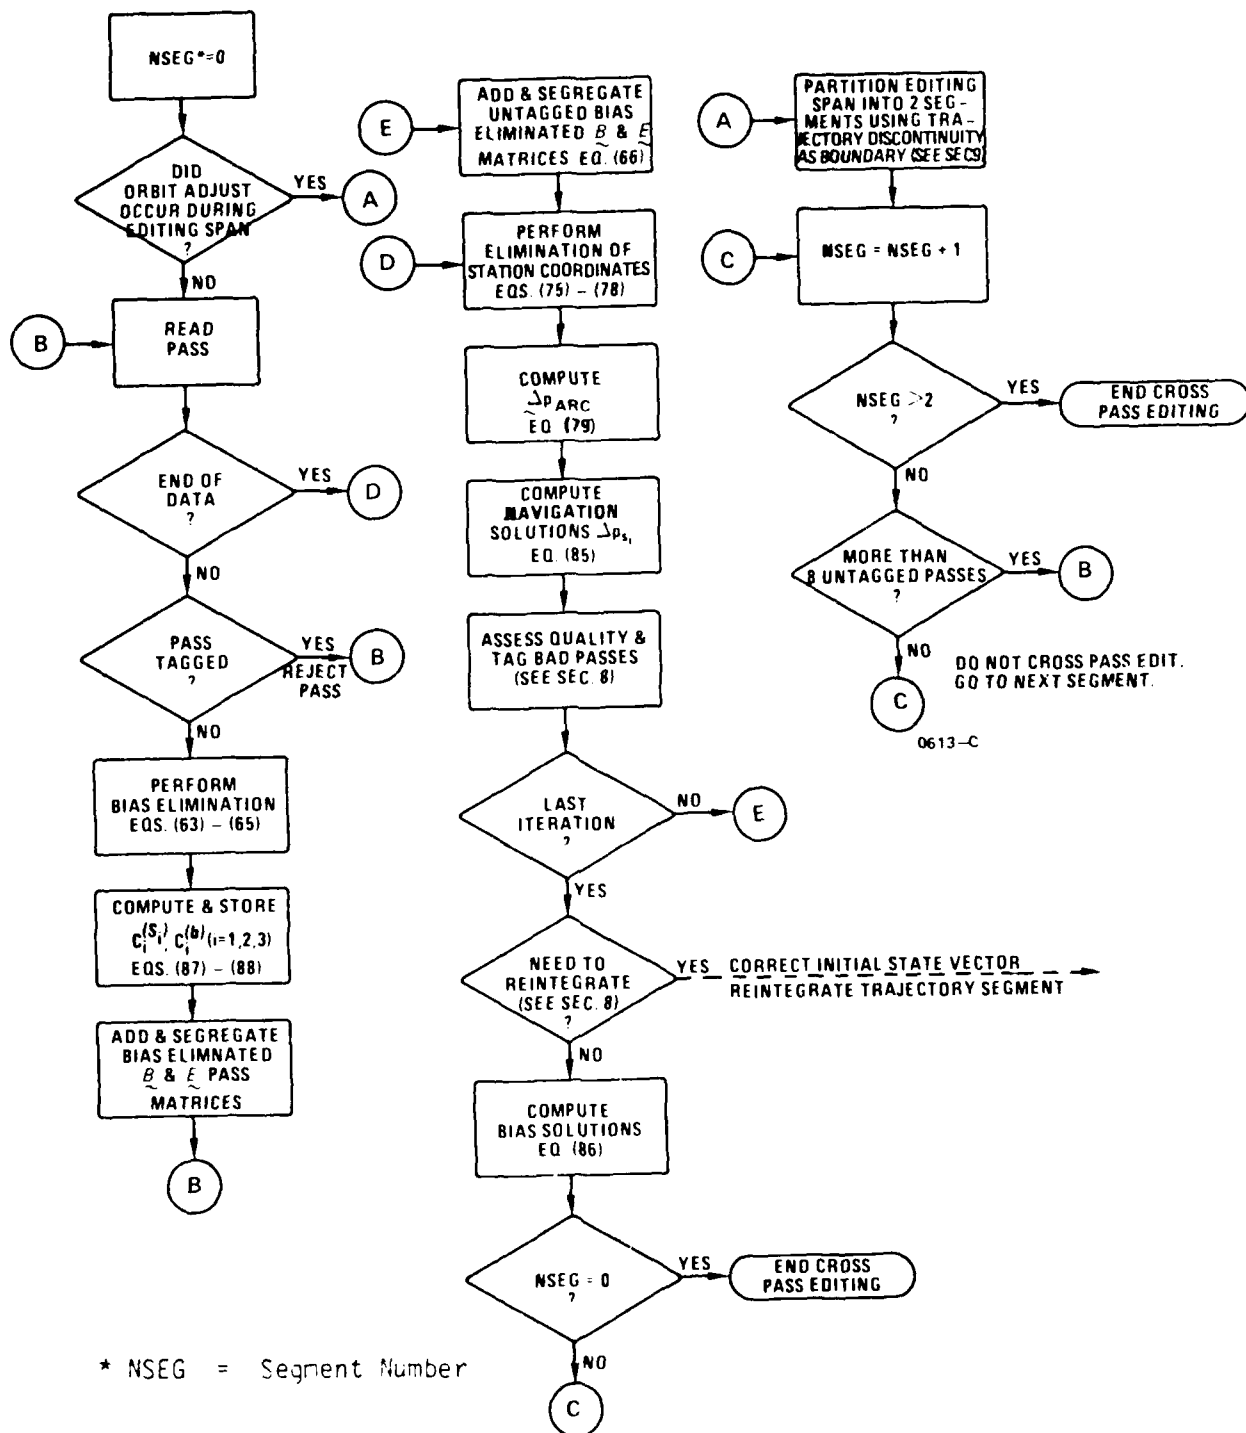 NSEG*=0
DID
ORBIT ADJUST
OCCUR DURING
EDITING SPAN
?
YES
A
NO
B
READ
PASS
END OF
DATA
?
YES
D
NO
PASS
TAGGED
?
YES
REJECT
PASS
B
NO
PERFORM
BIAS ELIMINATION
EQS. (63) – (65)
COMPUTE & STORE
C_i^(S_i), C_i^(b) (i=1,2,3)
EQS. (87) – (88)
ADD & SEGREGATE
BIAS ELIMNATED
B & E PASS
MATRICES
B
* NSEG = Segment Number
E
ADD & SEGREGATE
UNTAGGED BIAS
ELIMINATED B & E
MATRICES EQ. (66)
D
PERFORM
ELIMINATION OF
STATION COORDINATES
EQS. (75) – (78)
COMPUTE
Δp ARC
EQ (79)
COMPUTE
NAVIGATION
SOLUTIONS Δp_s_i
EQ. (85)
ASSESS QUALITY &
TAG BAD PASSES
(SEE SEC. 8)
LAST
ITERATION
?
NO
E
YES
NEED TO
REINTEGRATE
(SEE SEC. 8)
?
YES CORRECT INITIAL STATE VECTOR
REINTEGRATE TRAJECTORY SEGMENT
NO
COMPUTE
BIAS SOLUTIONS
EQ (86)
NSEG = 0
?
YES
END CROSS
PASS EDITING
NO
C
A
PARTITION EDITING
SPAN INTO 2 SEG-
MENTS USING TRA-
JECTORY DISCONTINUITY
AS BOUNDARY (SEE SEC9)
C
NSEG = NSEG + 1
NSEG >2
?
YES
END CROSS
PASS EDITING
NO
MORE THAN
8 UNTAGGED PASSES
?
YES
B
NO
DO NOT CROSS PASS EDIT.
GO TO NEXT SEGMENT.
C
0613–C